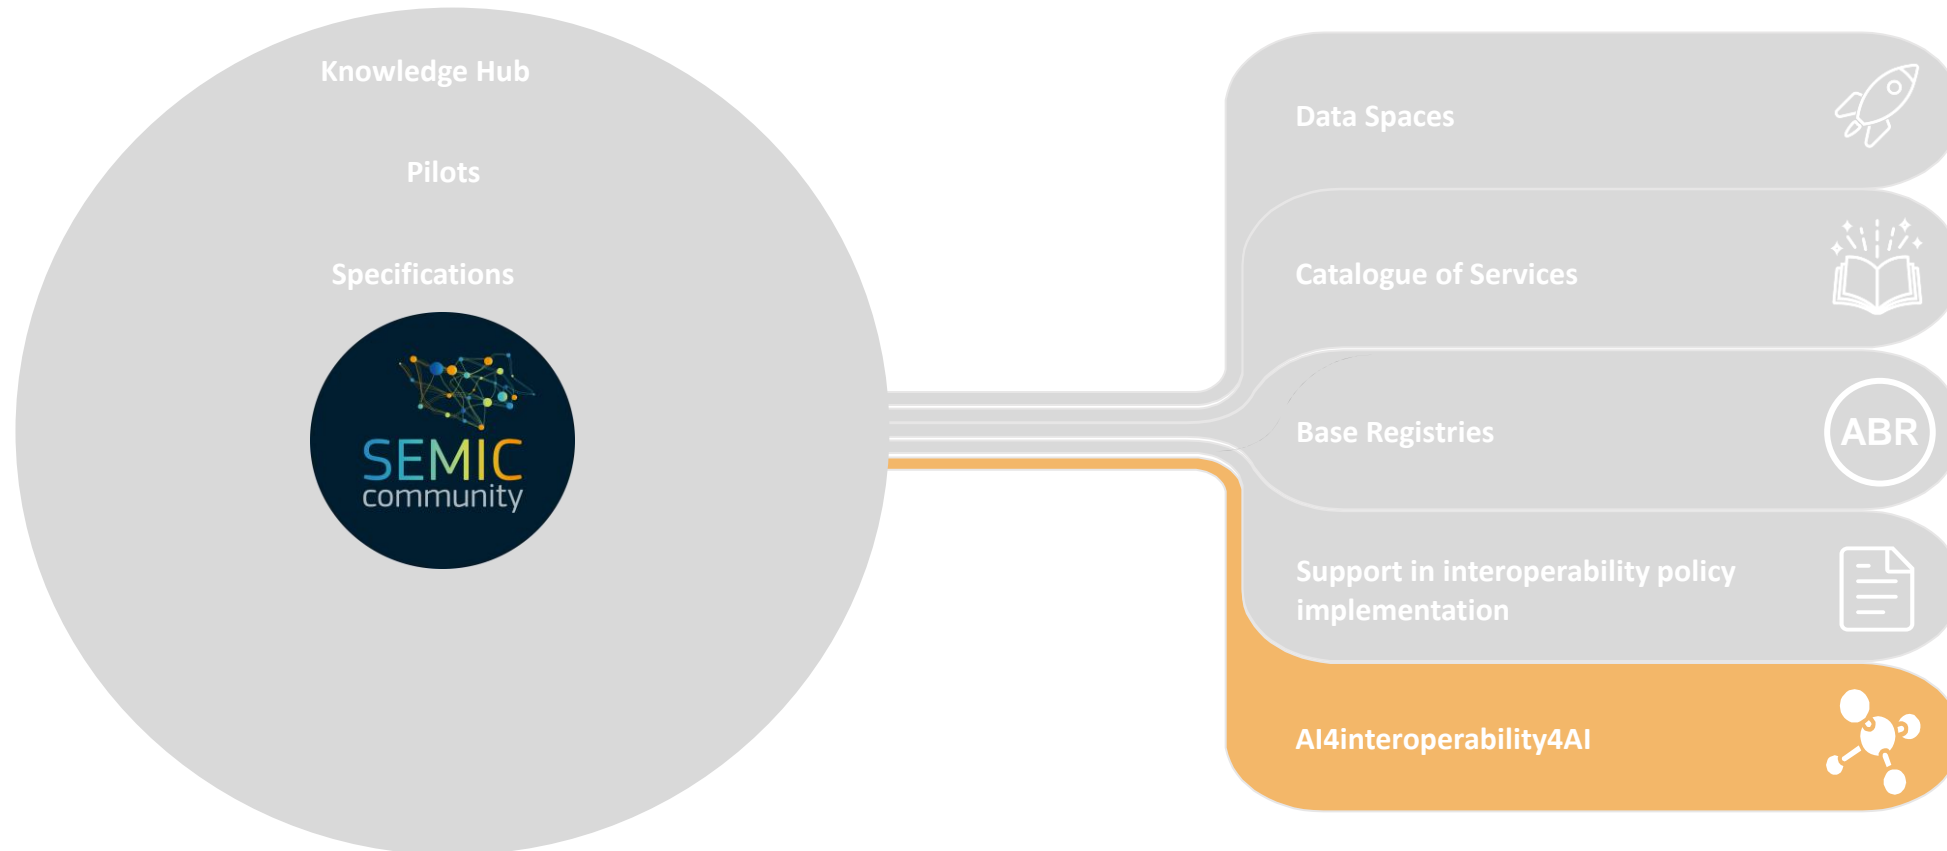 Knowledge Hub
Pilots
Specifications
SEMIC
community
Data Spaces
Catalogue of Services
Base Registries
ABR
Support in interoperability policy
implementation
AI4interoperability4AI